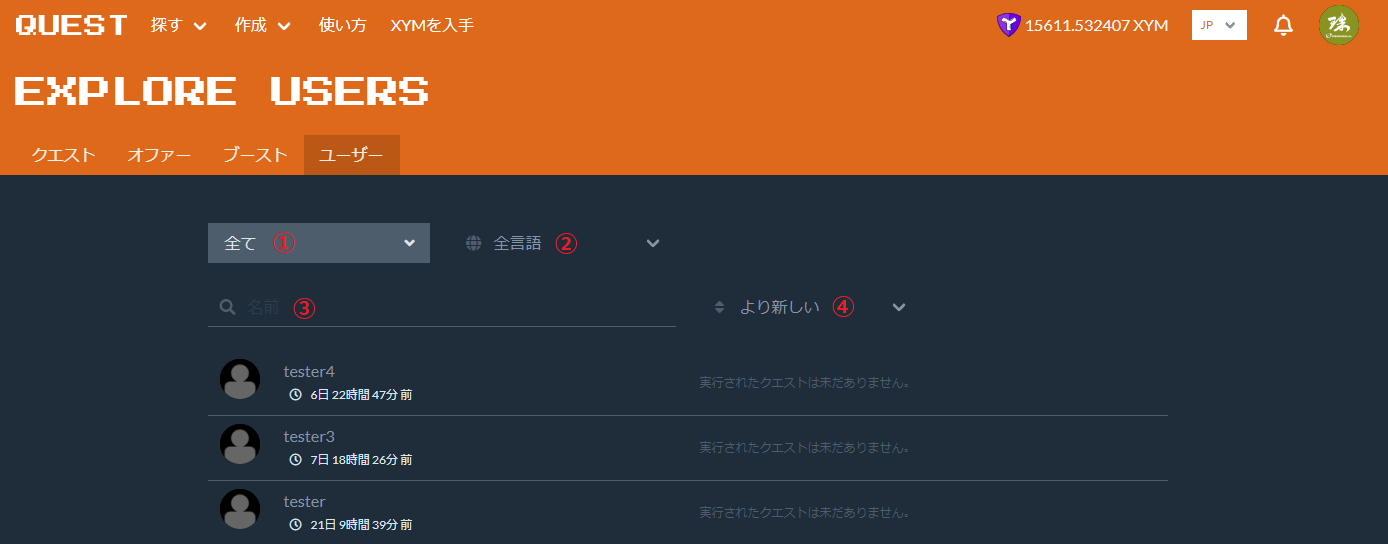 QUEST 探す 作成 使い方 XYMを入手 15611.532407 XYM JP
EXPLORE USERS
クエスト オファー ブースト ユーザー
全て ① 全言語 ②
名前 ③ より新しい ④
tester4
6日 22時間 47分 前 実行されたクエストは未だありません。
tester3
7日 18時間 26分 前 実行されたクエストは未だありません。
tester
21日 9時間 39分 前 実行されたクエストは未だありません。